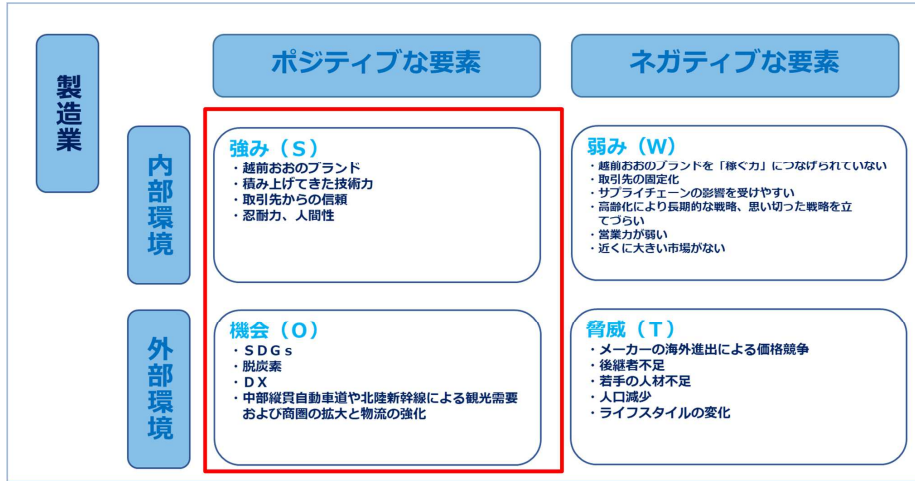 製造業
ポジティブな要素
ネガティブな要素
内部環境
強み（S）
・越前おおのブランド
・積み上げてきた技術力
・取引先からの信頼
・忍耐力、人間性
弱み（W）
・越前おおのブランドを「稼ぐ力」につなげられていない
・取引先の固定化
・サプライチェーンの影響を受けやすい
・高齢化により長期的な戦略、思い切った戦略を立
てづらい
・営業力が弱い
・近くに大きい市場がない
外部環境
機会（O）
・ＳＤＧｓ
・脱炭素
・ＤＸ
・中部縦貫自動車道や北陸新幹線による観光需要
および商圏の拡大と物流の強化
脅威（T）
・メーカーの海外進出による価格競争
・後継者不足
・若手の人材不足
・人口減少
・ライフスタイルの変化